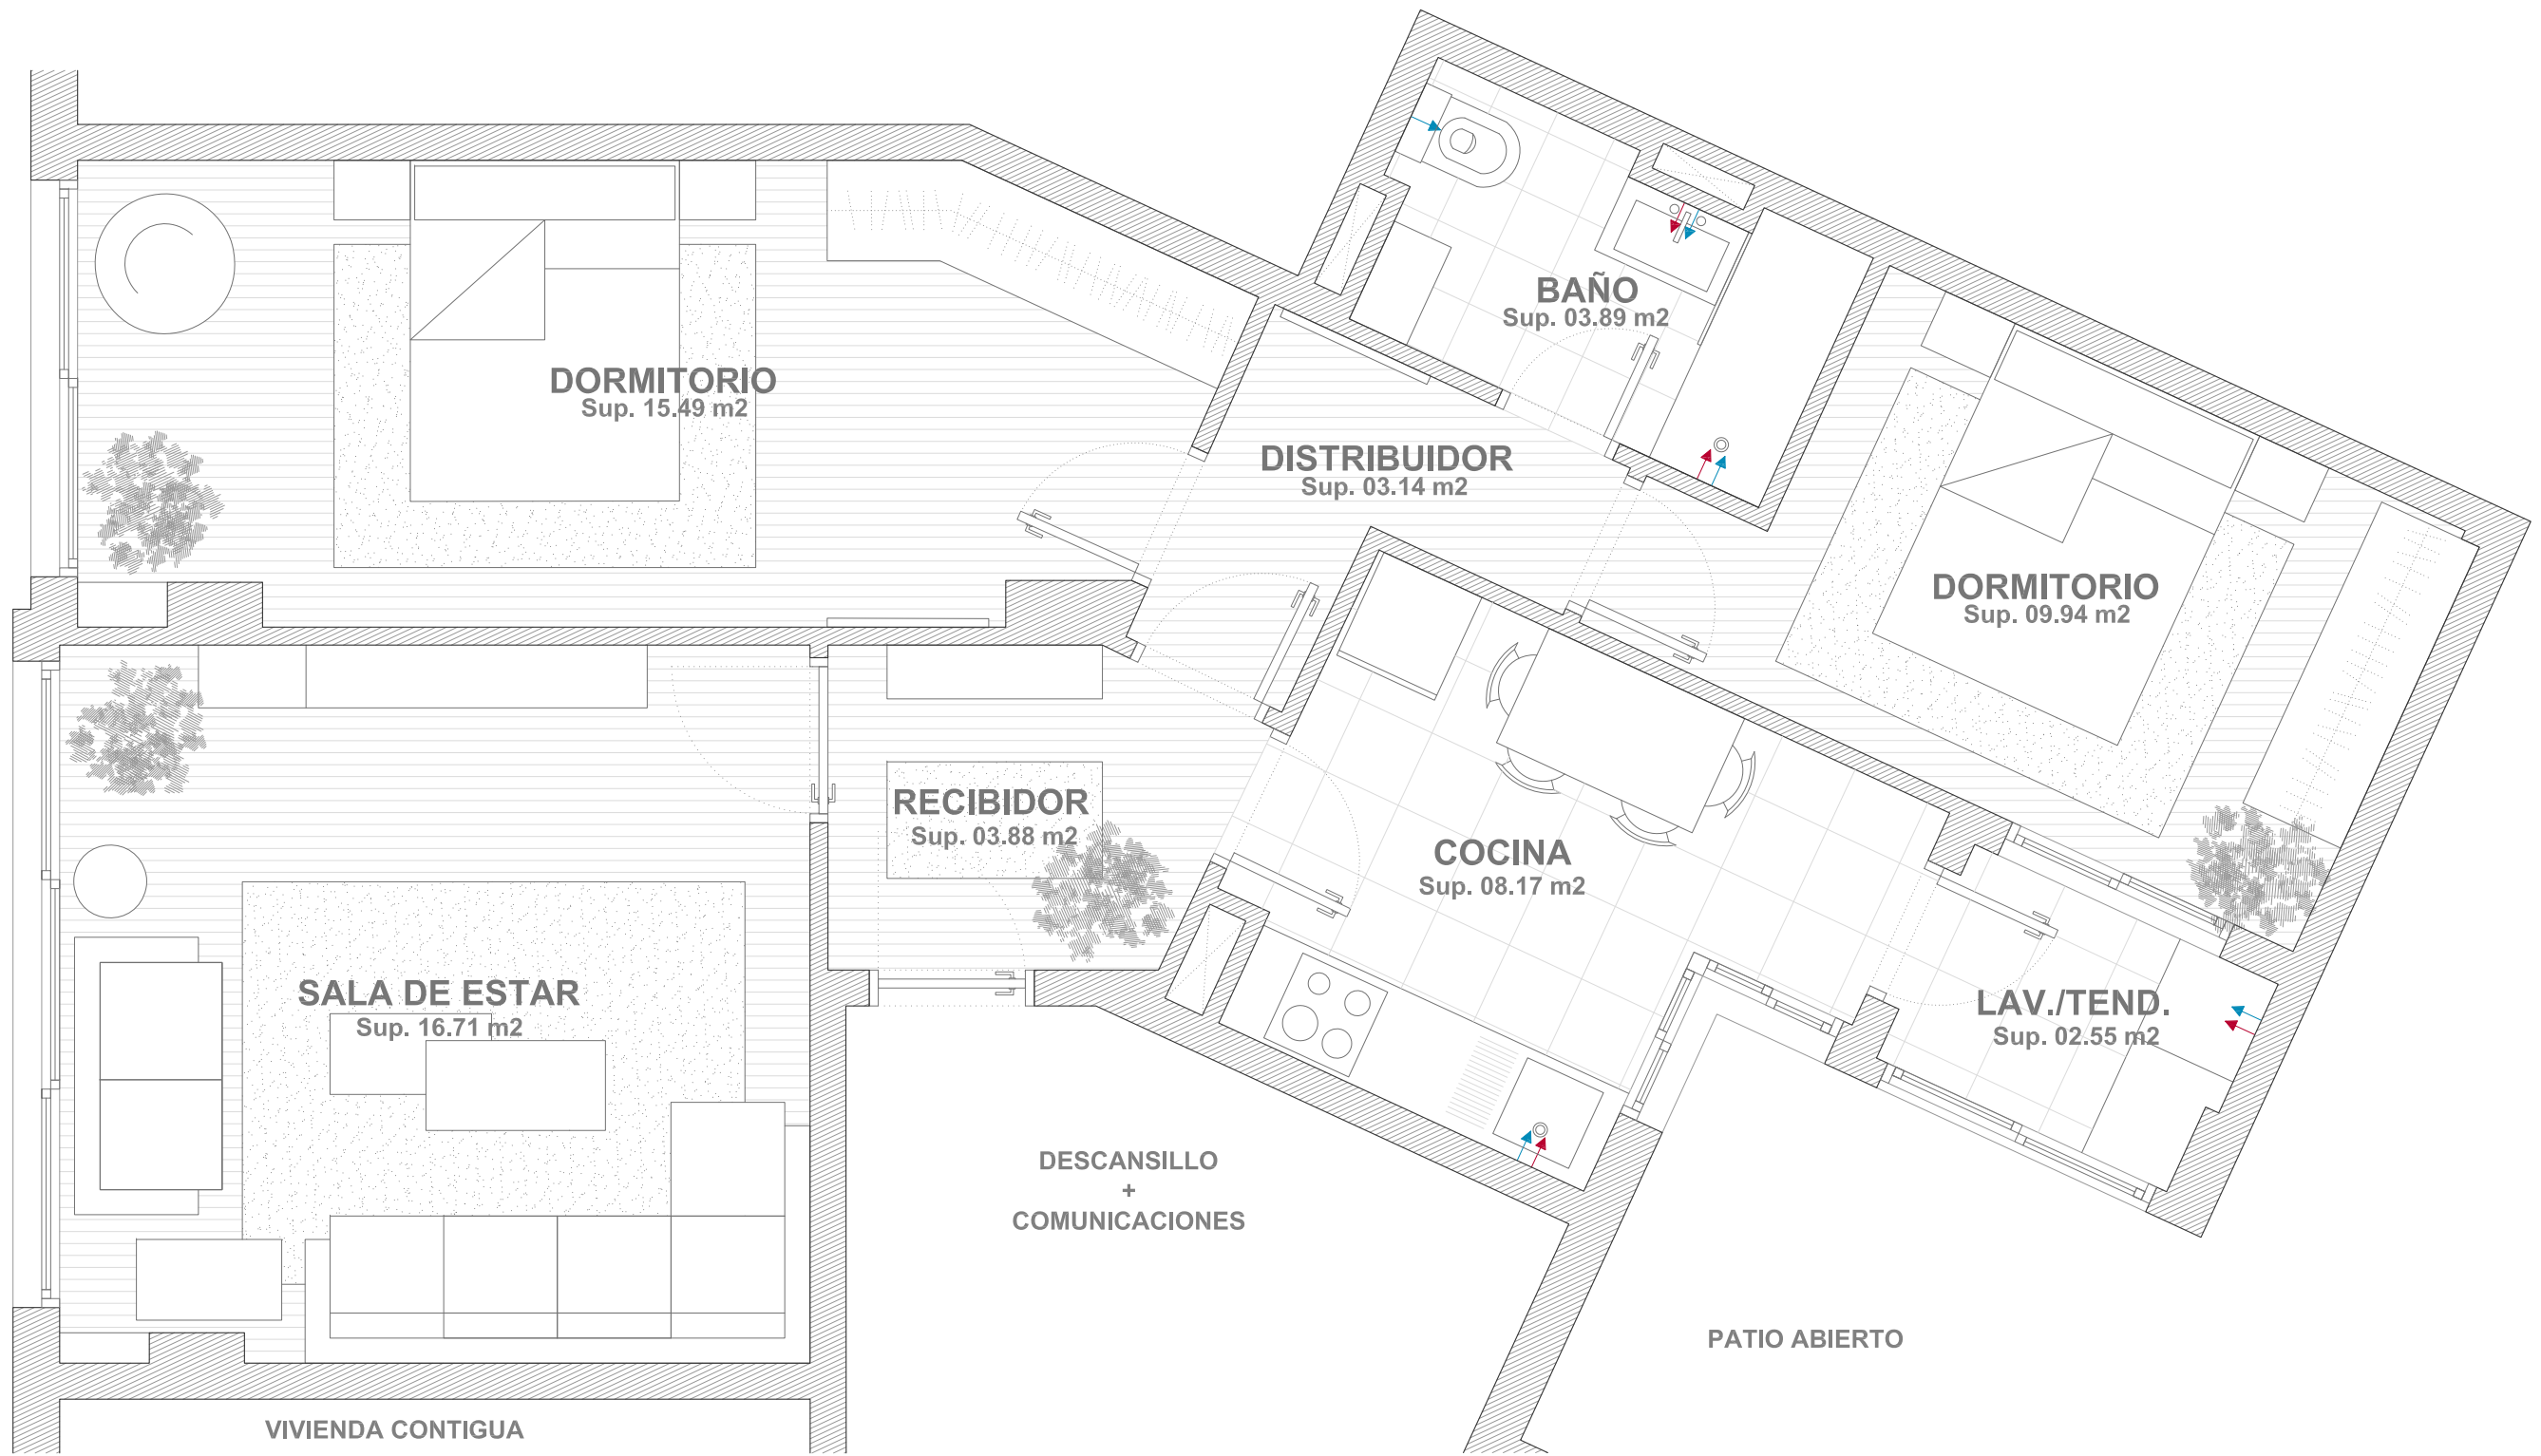 BAÑO
Sup. 03.89 m2
DORMITORIO
Sup. 15.49 m2
DISTRIBUIDOR
Sup. 03.14 m2
DORMITORIO
Sup. 09.94 m2
RECIBIDOR
Sup. 03.88 m2
COCINA
Sup. 08.17 m2
SALA DE ESTAR
Sup. 16.71 m2
LAV./TEND.
Sup. 02.55 m2
DESCANSILLO
+
COMUNICACIONES
PATIO ABIERTO
VIVIENDA CONTIGUA